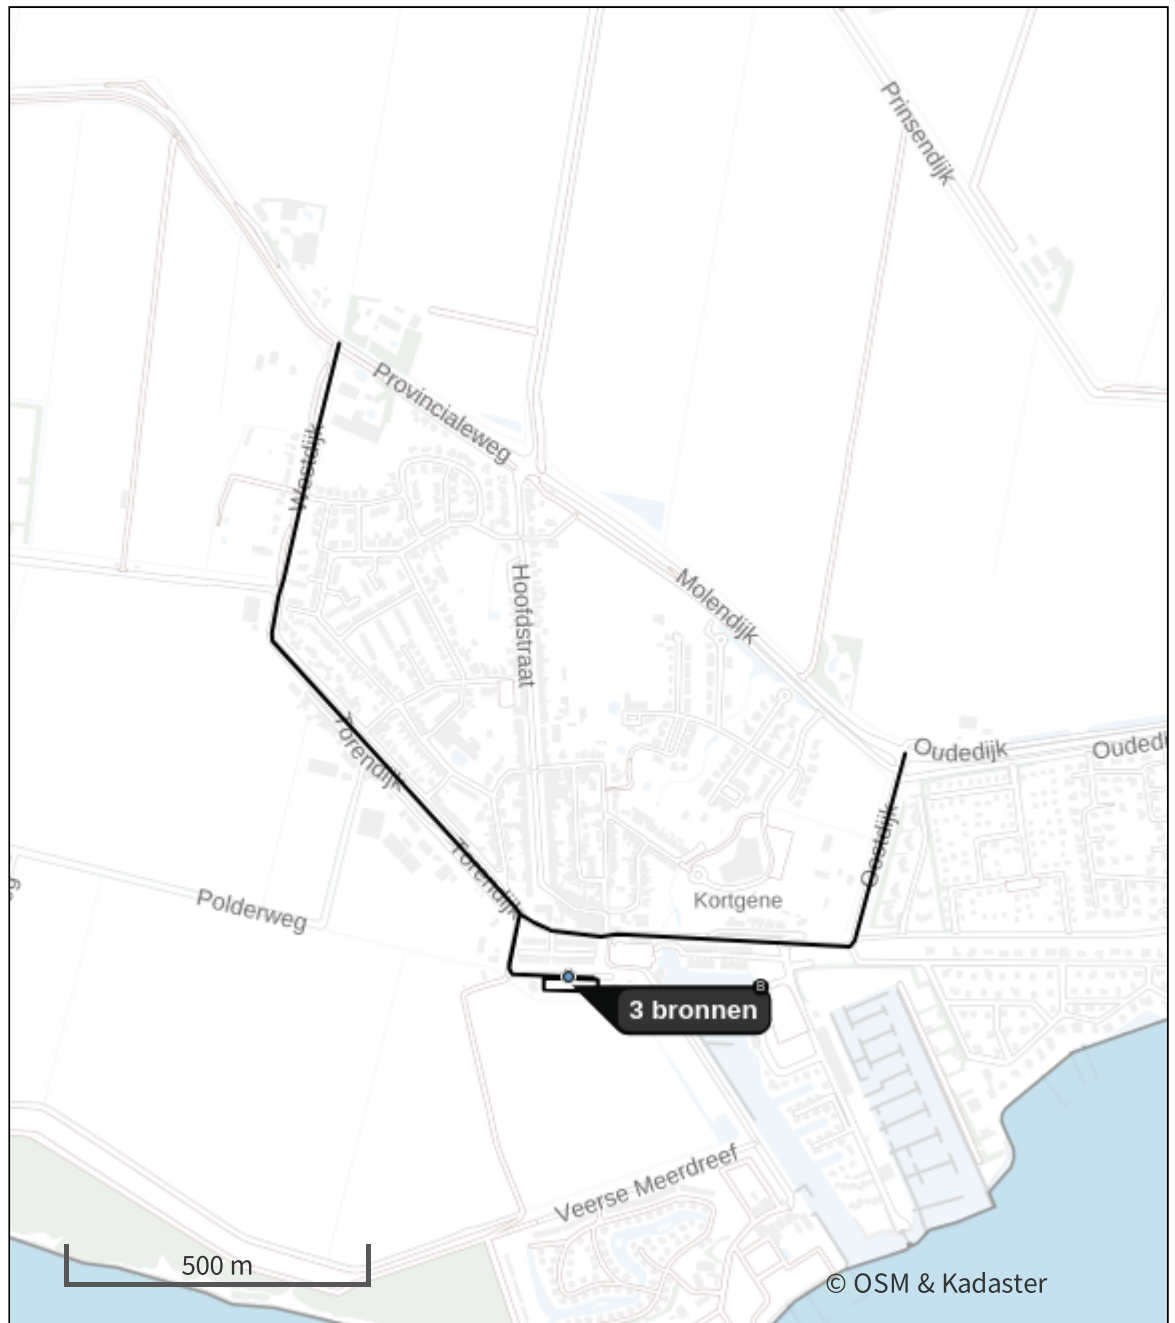 Prinsendijk
Provincialeweg
Westdijk
Hoofdstraat
Molendijk
Torendijk
Oudedijk
Oudedi
Torendijk
Oostdijk
Polderweg
Kortgene
B
3 bronnen
Veerse Meerdreef
500 m
© OSM & Kadaster